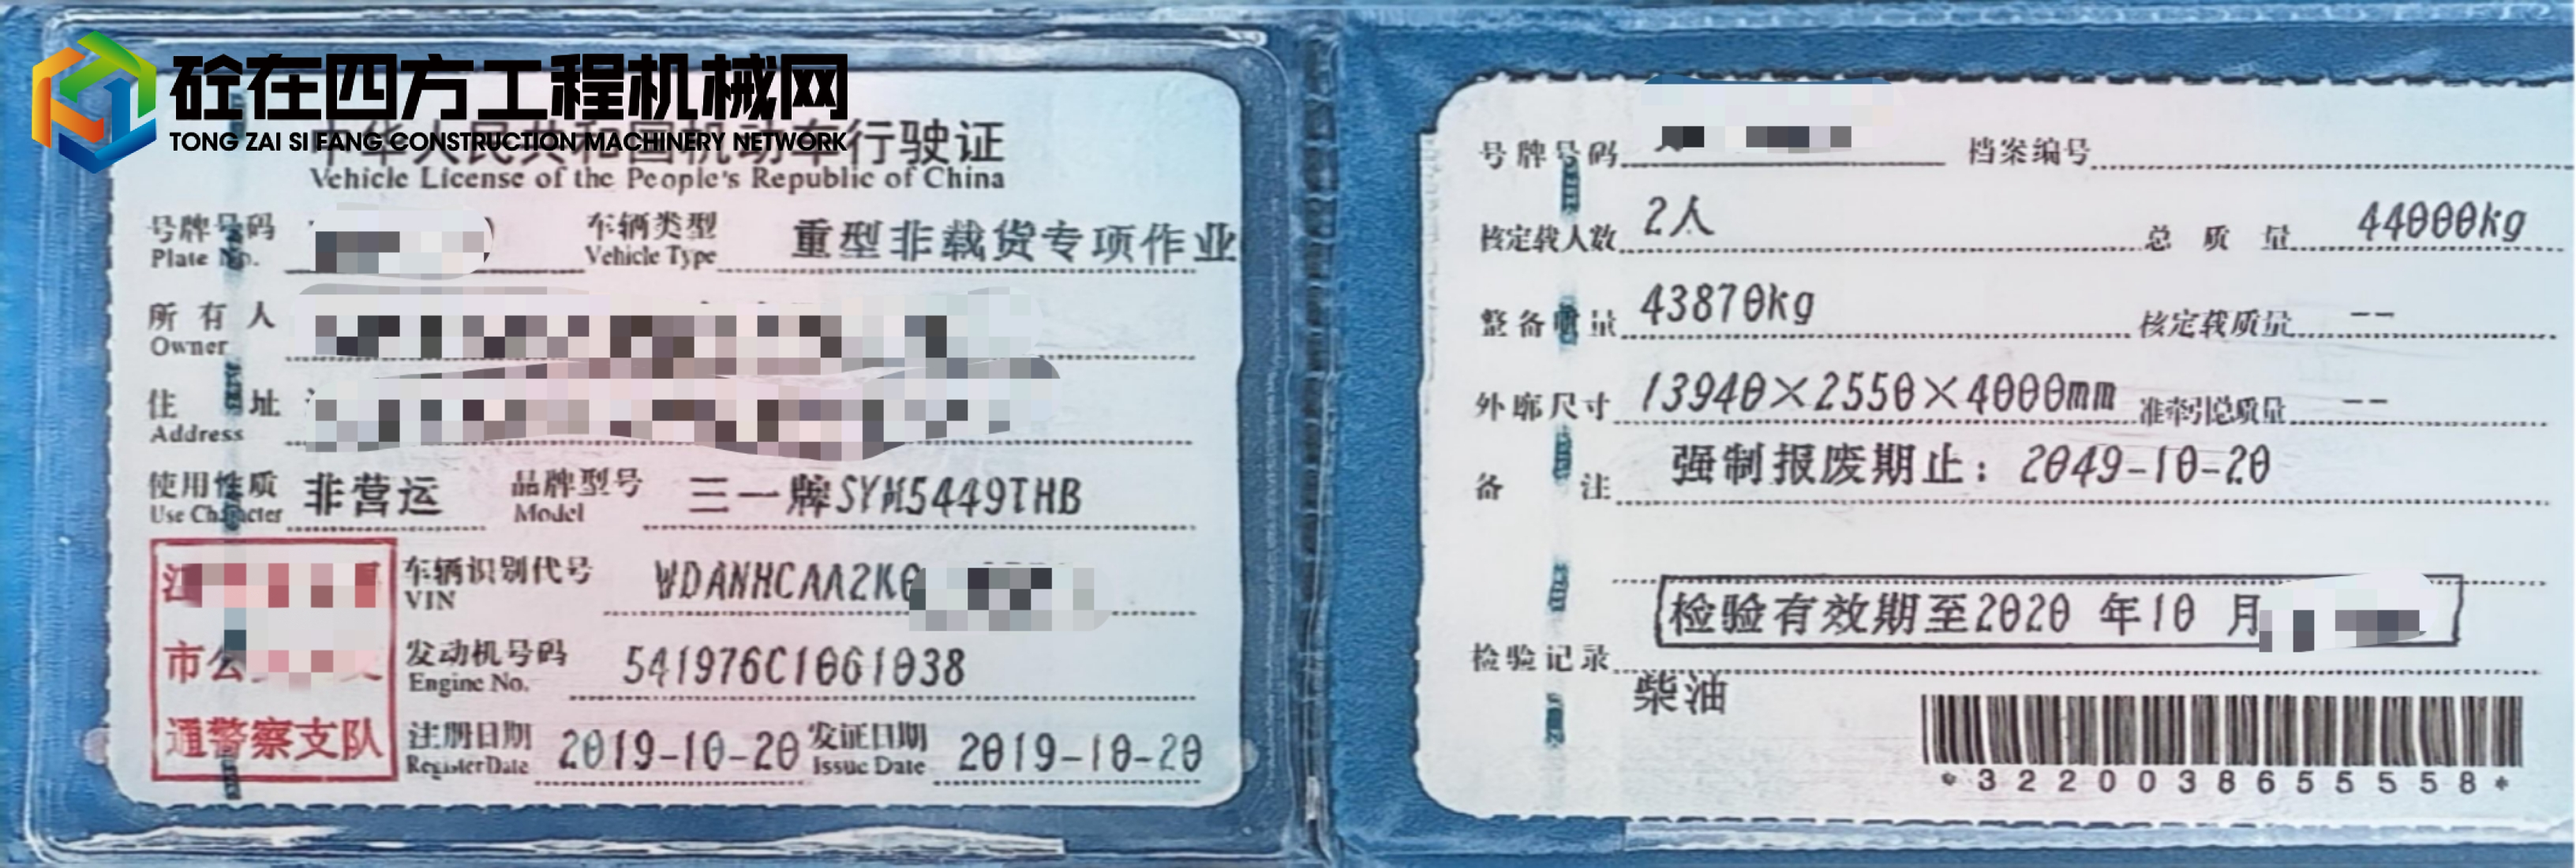 砼在四方工程机械网
TONG ZAI SI FANG CONSTRUCTION MACHINERY NETWORK
中华人民共和国机动车行驶证
Vehicle License of the People's Republic of China
号牌号码 车辆类型 重型非载货专项作业
Plate No. Vehicle Type
所有人
Owner
住 址
Address
使用性质 非营运 品牌型号 三一牌SYM5449THB
Use Character Model
车辆识别代号 WDANHCAA2K
VIN
发动机号码 541976C1061038
Engine No.
注册日期 2019-10-20 发证日期 2019-10-20
Register Date Issue Date
市公
通警察支队
号牌号码 档案编号
核定载人数 2人 总质量 44000kg
整备质量 43870kg 核定载质量 --
外廓尺寸 13940×2550×4000mm 准牵引总质量 --
备 注 强制报废期止：2049-10-20
检验有效期至2020 年10 月
检验记录
柴油
*3220038655558*